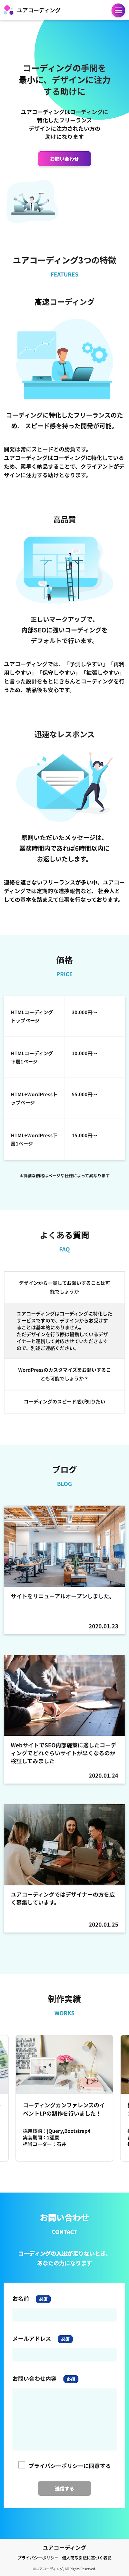 ユアコーディング
コーディングの手間を
最小に、デザインに注力
する助けに
ユアコーディングはコーディングに
特化したフリーランス
デザインに注力されたい方の
助けになります
お問い合わせ
ユアコーディング3つの特徴
FEATURES
高速コーディング
コーディングに特化したフリーランスのた
め、 スピード感を持った開発が可能。
開発は常にスピードとの勝負です。
ユアコーディングはコーディングに特化している
ため、素早く納品することで、クライアントがデ
ザインに注力する助けとなります。
高品質
正しいマークアップで、
内部SEOに強いコーディングを
デフォルトで行います。
ユアコーディングでは、「予測しやすい」「再利
用しやすい」「保守しやすい」「拡張しやすい」
と言った設計をもとにきちんとコーディングを行
うため、納品後も安心です。
迅速なレスポンス
原則いただいたメッセージは、
業務時間内であれば6時間以内に
お返しいたします。
連絡を返さないフリーランスが多い中、ユアコー
ディングでは定期的な進捗報告など、 社会人と
しての基本を踏まえて仕事を行なっております。
価格
PRICE
HTMLコーディング
トップページ
30.000円〜
HTMLコーディング
下層1ページ
10.000円〜
HTML+WordPressト
ップページ
55.000円〜
HTML+WordPress下
層1ページ
15.000円〜
＊詳細な価格はページや仕様によって異なります
よくある質問
FAQ
デザインから一貫してお願いすることは可
能でしょうか
ユアコーディングはコーディングに特化した
サービスですので、デザインからお受けす
ることは基本的にありません。
ただデザインを行う際は提携しているデザ
イナーと連携して対応させていただきます
ので、別途ご連絡ください。
WordPressのカスタマイズをお願いするこ
とも可能でしょうか？
コーディングのスピード感が知りたい
ブログ
BLOG
サイトをリニューアルオープンしました。
2020.01.23
WebサイトでSEO内部施策に適したコーデ
ィングでどれぐらいサイトが早くなるのか
検証してみました
2020.01.24
ユアコーディングではデザイナーの方を広
く募集しています。
2020.01.25
制作実績
WORKS
コーディングカンファレンスのイ
ベントLPの制作を行いました！
採用技術：jQuery,Bootstrap4
実装期間：2週間
担当コーダー：石井
お問い合わせ
CONTACT
コーディングの人出が足りないとき、
あなたの力になります
お名前 必須
メールアドレス 必須
お問い合わせ内容 必須
プライバシーポリシーに同意する
送信する
ユアコーディング
プライバシーポリシー 個人商取引法に基づく表記
©ユアコーディング, All Rights Reserved.